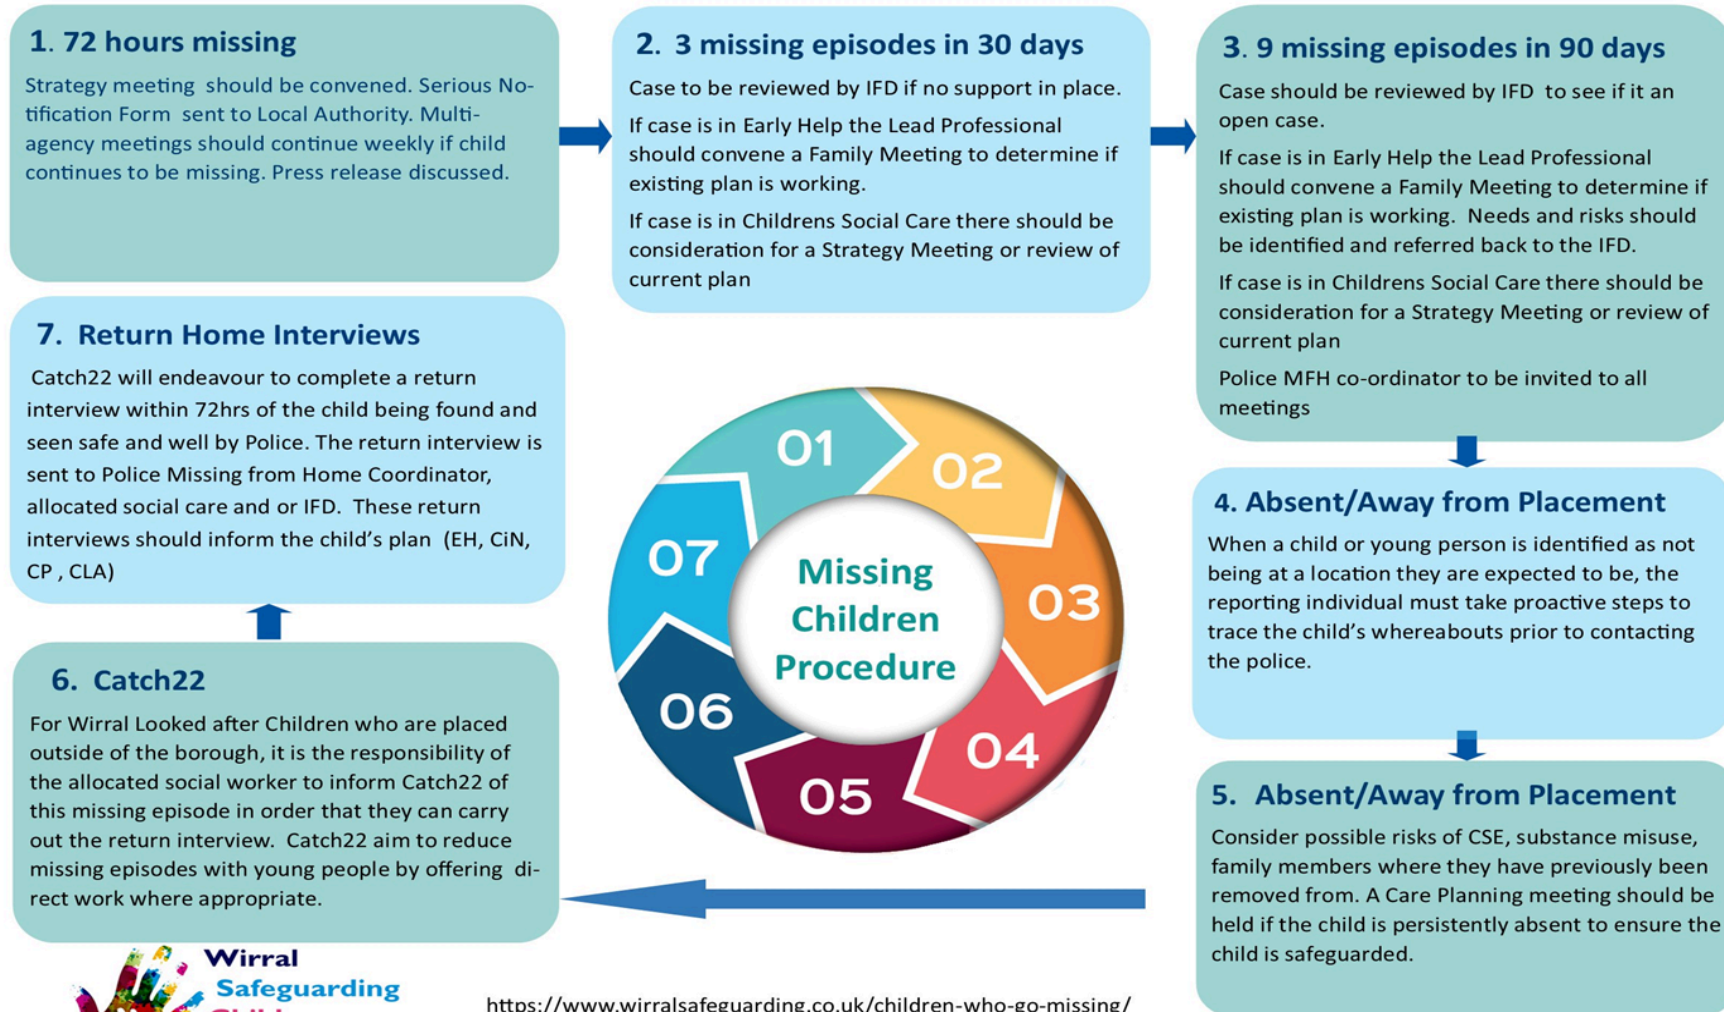 1. 72 hours missing
Strategy meeting should be convened. Serious No-
tification Form sent to Local Authority. Multi-
agency meetings should continue weekly if child
continues to be missing. Press release discussed.
2. 3 missing episodes in 30 days
Case to be reviewed by IFD if no support in place.
If case is in Early Help the Lead Professional
should convene a Family Meeting to determine if
existing plan is working.
If case is in Childrens Social Care there should be
consideration for a Strategy Meeting or review of
current plan
3. 9 missing episodes in 90 days
Case should be reviewed by IFD to see if it an
open case.
If case is in Early Help the Lead Professional
should convene a Family Meeting to determine if
existing plan is working. Needs and risks should
be identified and referred back to the IFD.
If case is in Childrens Social Care there should be
consideration for a Strategy Meeting or review of
current plan
Police MFH co-ordinator to be invited to all
meetings
4. Absent/Away from Placement
When a child or young person is identified as not
being at a location they are expected to be, the
reporting individual must take proactive steps to
trace the child's whereabouts prior to contacting
the police.
5. Absent/Away from Placement
Consider possible risks of CSE, substance misuse,
family members where they have previously been
removed from. A Care Planning meeting should be
held if the child is persistently absent to ensure the
child is safeguarded.
6. Catch22
For Wirral Looked after Children who are placed
outside of the borough, it is the responsibility of
the allocated social worker to inform Catch22 of
this missing episode in order that they can carry
out the return interview. Catch22 aim to reduce
missing episodes with young people by offering di-
rect work where appropriate.
7. Return Home Interviews
Catch22 will endeavour to complete a return
interview within 72hrs of the child being found and
seen safe and well by Police. The return interview is
sent to Police Missing from Home Coordinator,
allocated social care and or IFD. These return
interviews should inform the child's plan (EH, CiN,
CP , CLA)
01
02
03
04
05
06
07
Missing
Children
Procedure
Wirral
Safeguarding
https://www.wirralsafeguarding.co.uk/children-who-go-missing/